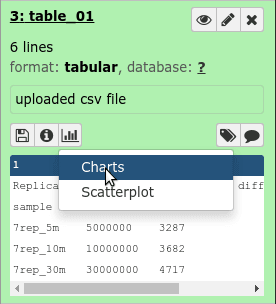 3: table_01
6 lines
format: tabular, database: ?
uploaded csv file
1
Charts
Scatterplot
diff
sample
7rep_5m 5000000 3287
7rep_10m 10000000 3682
7rep_30m 30000000 4717